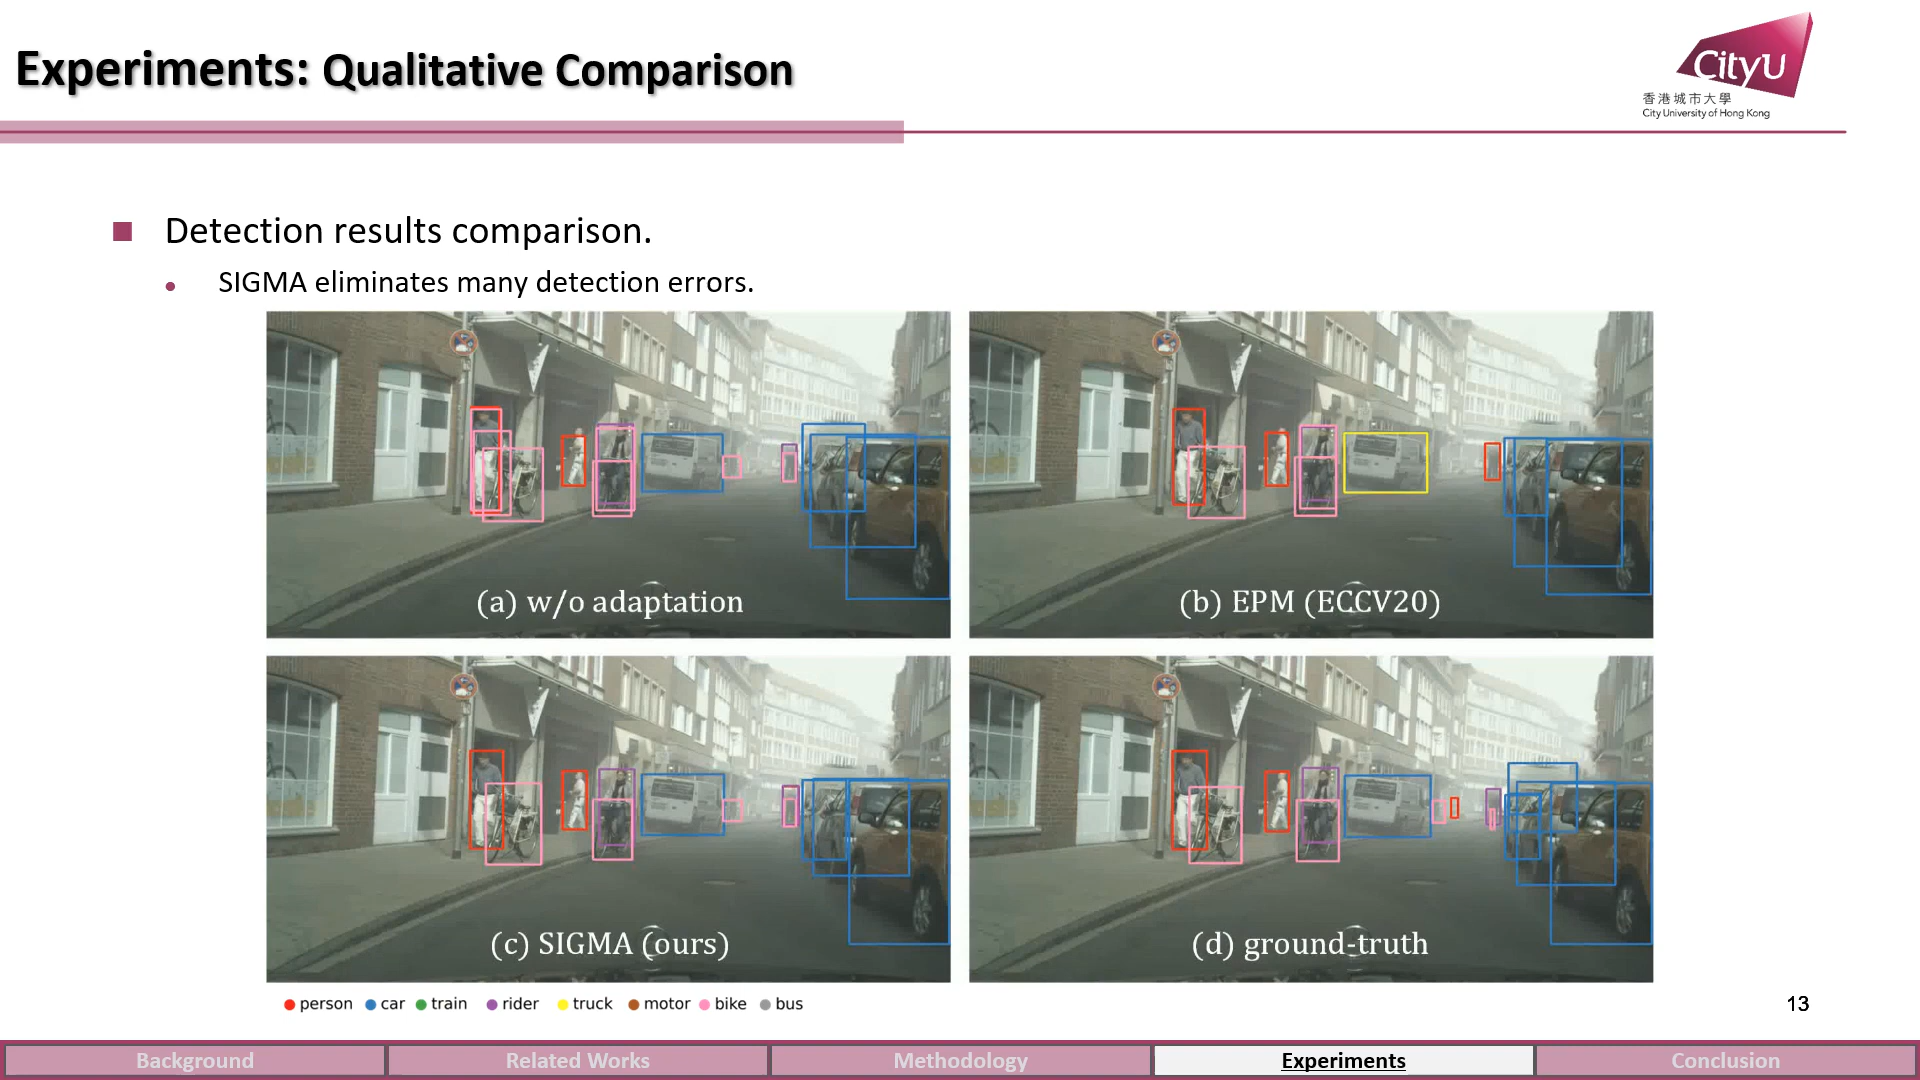 Experiments: Qualitative Comparison
CityU
香港城市大學
City University of Hong Kong
Detection results comparison.
SIGMA eliminates many detection errors.
(a) w/o adaptation
(b) EPM (ECCV20)
(c) SIGMA (ours)
(d) ground-truth
person car train rider truck motor bike bus
13
Background Related Works Methodology Experiments Conclusion